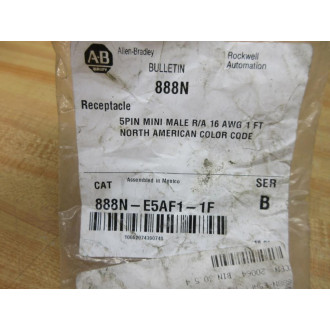 AB
Allen-Bradley
Rockwell
Automation
BULLETIN
888N
Receptacle
5PIN MINI MALE R/A 16 AWG 1 FT
NORTH AMERICAN COLOR CODE
Assembled in Mexico
CAT
SER
888N-E5AF1-1F
B